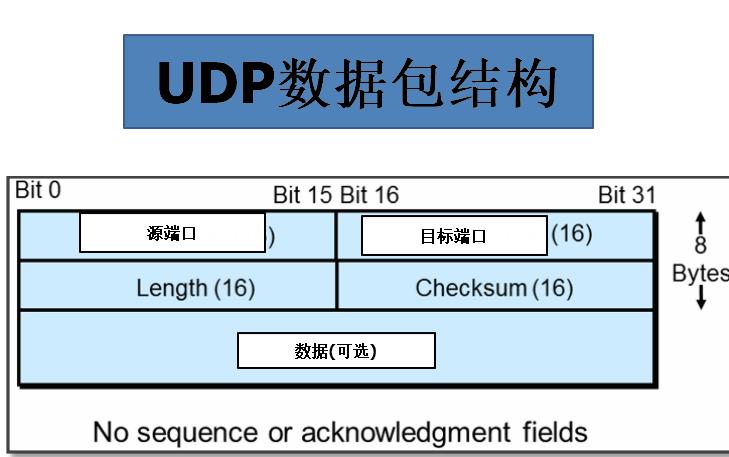 UDP数据包结构
Bit 0
Bit 15
Bit 16
Bit 31
源端口
)
目标端口
(16)
8
Bytes
Length (16)
Checksum (16)
数据(可选)
No sequence or acknowledgment fields